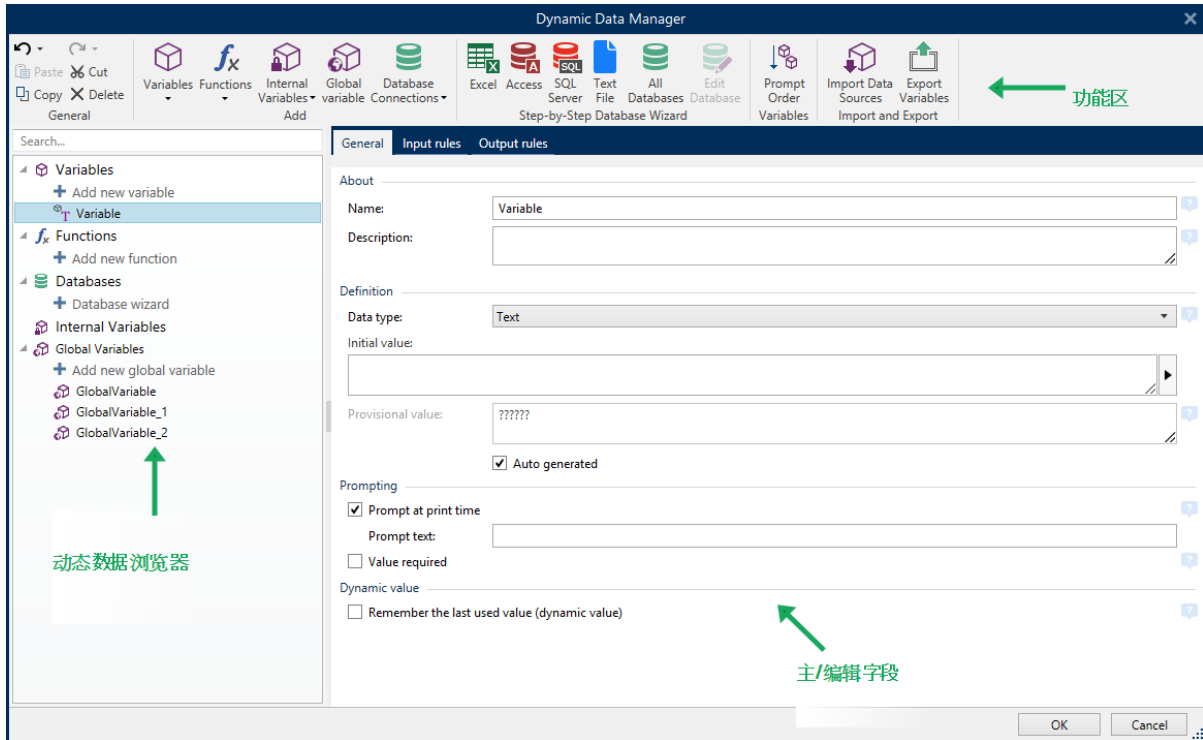 Dynamic Data Manager
Paste Cut
Copy Delete
General
Variables Functions Internal Variables Global variable Database Connections
Add
Excel Access SQL Server Text File All Databases Edit Database
Step-by-Step Database Wizard
Prompt Order
Variables
Import Data Sources Export Variables
Import and Export
功能区
Search...
Variables
Add new variable
Variable
Functions
Add new function
Databases
Database wizard
Internal Variables
Global Variables
Add new global variable
GlobalVariable
GlobalVariable_1
GlobalVariable_2
动态数据浏览器
General Input rules Output rules
About
Name: Variable
Description:
Definition
Data type: Text
Initial value:
Provisional value: ??????
Auto generated
Prompting
Prompt at print time
Prompt text:
Value required
Dynamic value
Remember the last used value (dynamic value)
主/编辑字段
OK Cancel